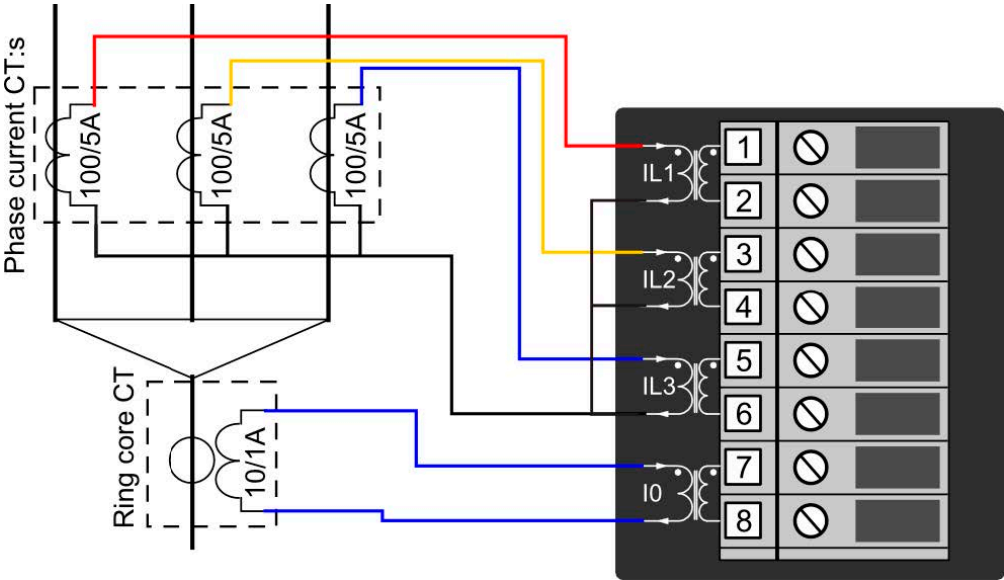 Phase current CT:s
100/5A
100/5A
100/5A
Ring core CT
10/1A
IL1
IL2
IL3
I0
1
2
3
4
5
6
7
8